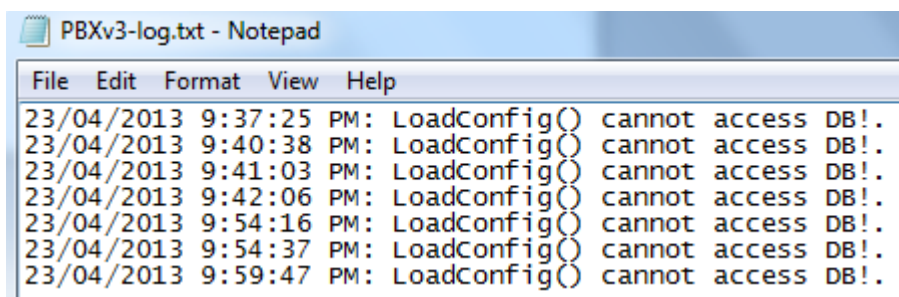 PBXv3-log.txt - Notepad
File Edit Format View Help
23/04/2013 9:37:25 PM: LoadConfig() cannot access DB!.
23/04/2013 9:40:38 PM: LoadConfig() cannot access DB!.
23/04/2013 9:41:03 PM: LoadConfig() cannot access DB!.
23/04/2013 9:42:06 PM: LoadConfig() cannot access DB!.
23/04/2013 9:54:16 PM: LoadConfig() cannot access DB!.
23/04/2013 9:54:37 PM: LoadConfig() cannot access DB!.
23/04/2013 9:59:47 PM: LoadConfig() cannot access DB!.